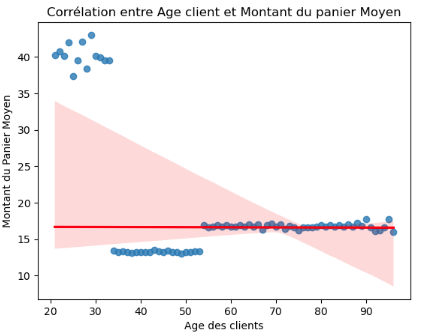 Corrélation entre Age client et Montant du panier Moyen
Montant du Panier Moyen
40
35
30
25
20
15
10
20 30 40 50 60 70 80 90
Age des clients